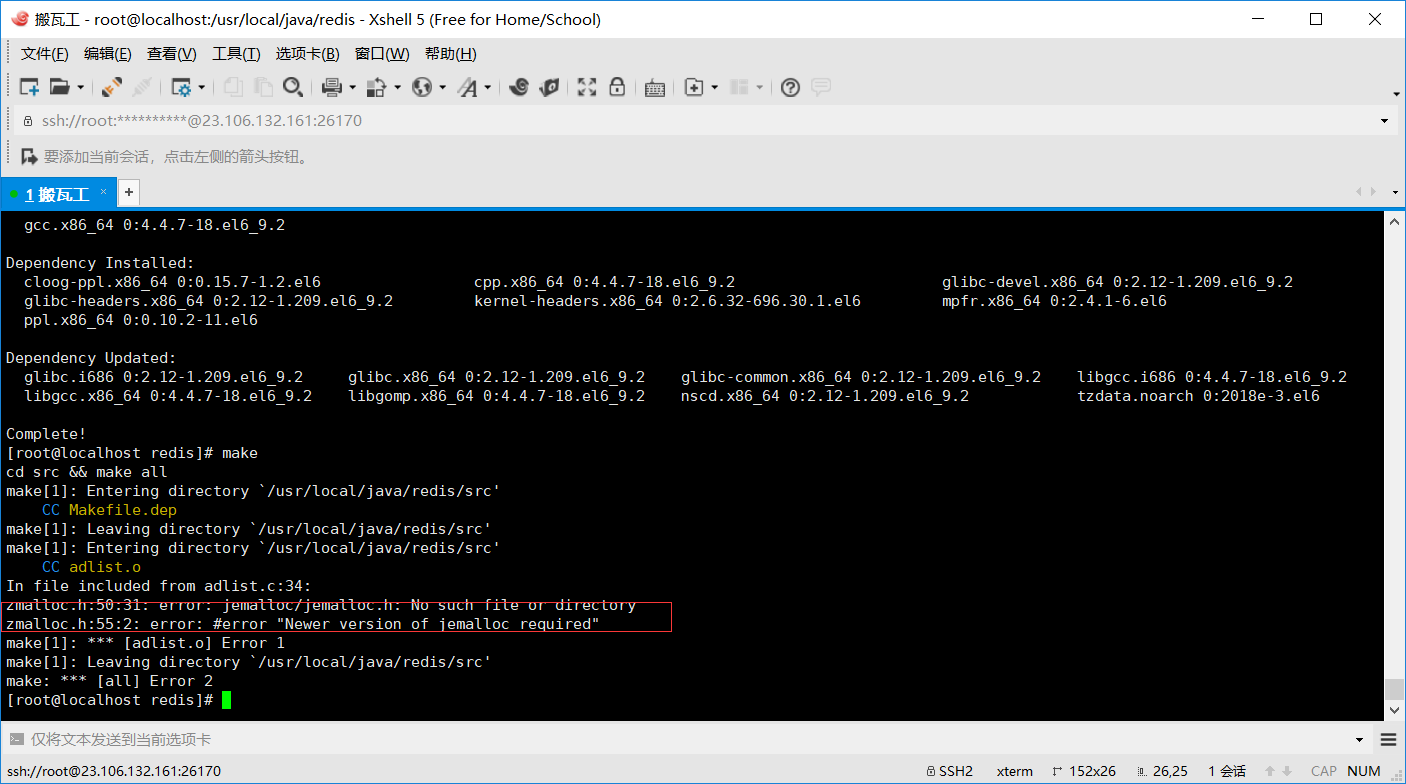 搬瓦工 - root@localhost:/usr/local/java/redis - Xshell 5 (Free for Home/School)
文件(F) 编辑(E) 查看(V) 工具(T) 选项卡(B) 窗口(W) 帮助(H)
ssh://root:**********@23.106.132.161:26170
要添加当前会话，点击左侧的箭头按钮。
1 搬瓦工 × +
gcc.x86_64 0:4.4.7-18.el6_9.2
Dependency Installed:
cloog-ppl.x86_64 0:0.15.7-1.2.el6 cpp.x86_64 0:4.4.7-18.el6_9.2 glibc-devel.x86_64 0:2.12-1.209.el6_9.2
glibc-headers.x86_64 0:2.12-1.209.el6_9.2 kernel-headers.x86_64 0:2.6.32-696.30.1.el6 mpfr.x86_64 0:2.4.1-6.el6
ppl.x86_64 0:0.10.2-11.el6
Dependency Updated:
glibc.i686 0:2.12-1.209.el6_9.2 glibc.x86_64 0:2.12-1.209.el6_9.2 glibc-common.x86_64 0:2.12-1.209.el6_9.2 libgcc.i686 0:4.4.7-18.el6_9.2
libgcc.x86_64 0:4.4.7-18.el6_9.2 libgomp.x86_64 0:4.4.7-18.el6_9.2 nscd.x86_64 0:2.12-1.209.el6_9.2 tzdata.noarch 0:2018e-3.el6
Complete!
[root@localhost redis]# make
cd src && make all
make[1]: Entering directory `/usr/local/java/redis/src'
CC Makefile.dep
make[1]: Leaving directory `/usr/local/java/redis/src'
make[1]: Entering directory `/usr/local/java/redis/src'
CC adlist.o
In file included from adlist.c:34:
zmalloc.h:50:31: error: jemalloc/jemalloc.h: No such file or directory
zmalloc.h:55:2: error: #error "Newer version of jemalloc required"
make[1]: *** [adlist.o] Error 1
make[1]: Leaving directory `/usr/local/java/redis/src'
make: *** [all] Error 2
[root@localhost redis]#
仅将文本发送到当前选项卡
ssh://root@23.106.132.161:26170 SSH2 xterm 152x26 26,25 1 会话 CAP NUM